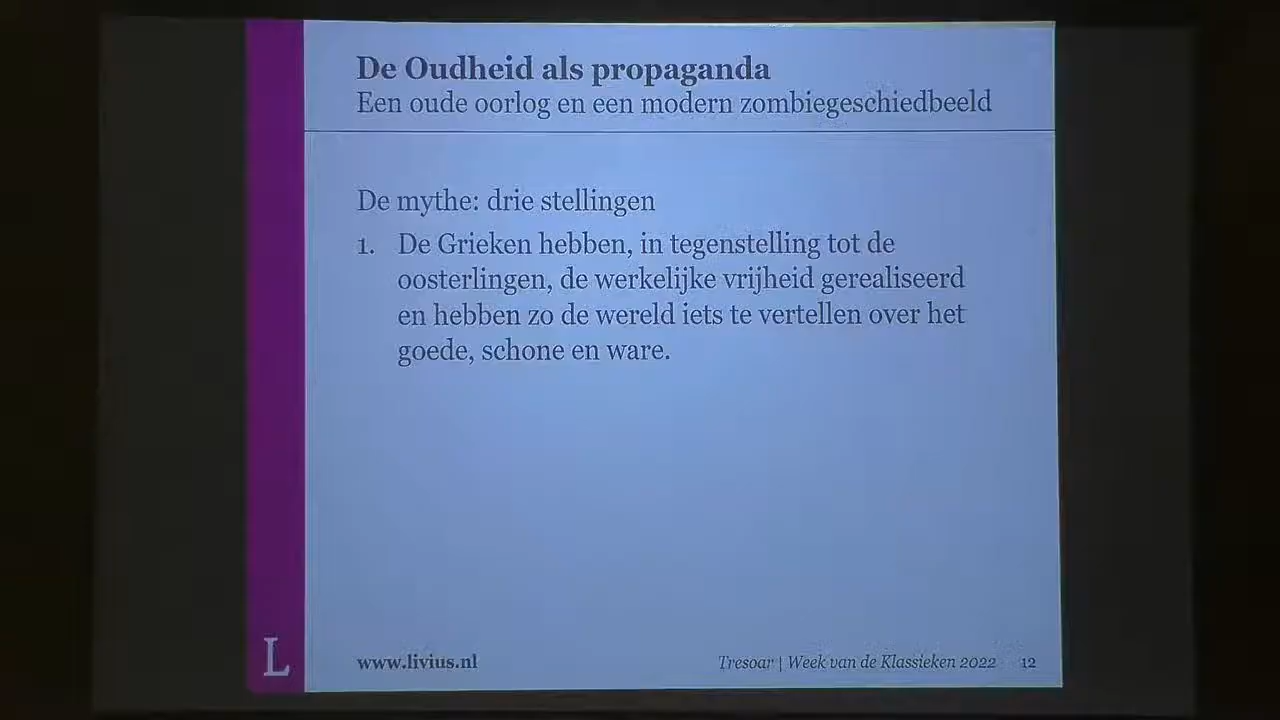 De Oudheid als propaganda
Een oude oorlog en een modern zombiegeschiedbeeld
De mythe: drie stellingen
1. De Grieken hebben, in tegenstelling tot de
oosterlingen, de werkelijke vrijheid gerealiseerd
en hebben zo de wereld iets te vertellen over het
goede, schone en ware.
L
www.livius.nl
Tresoar | Week van de Klassieken 2022 12